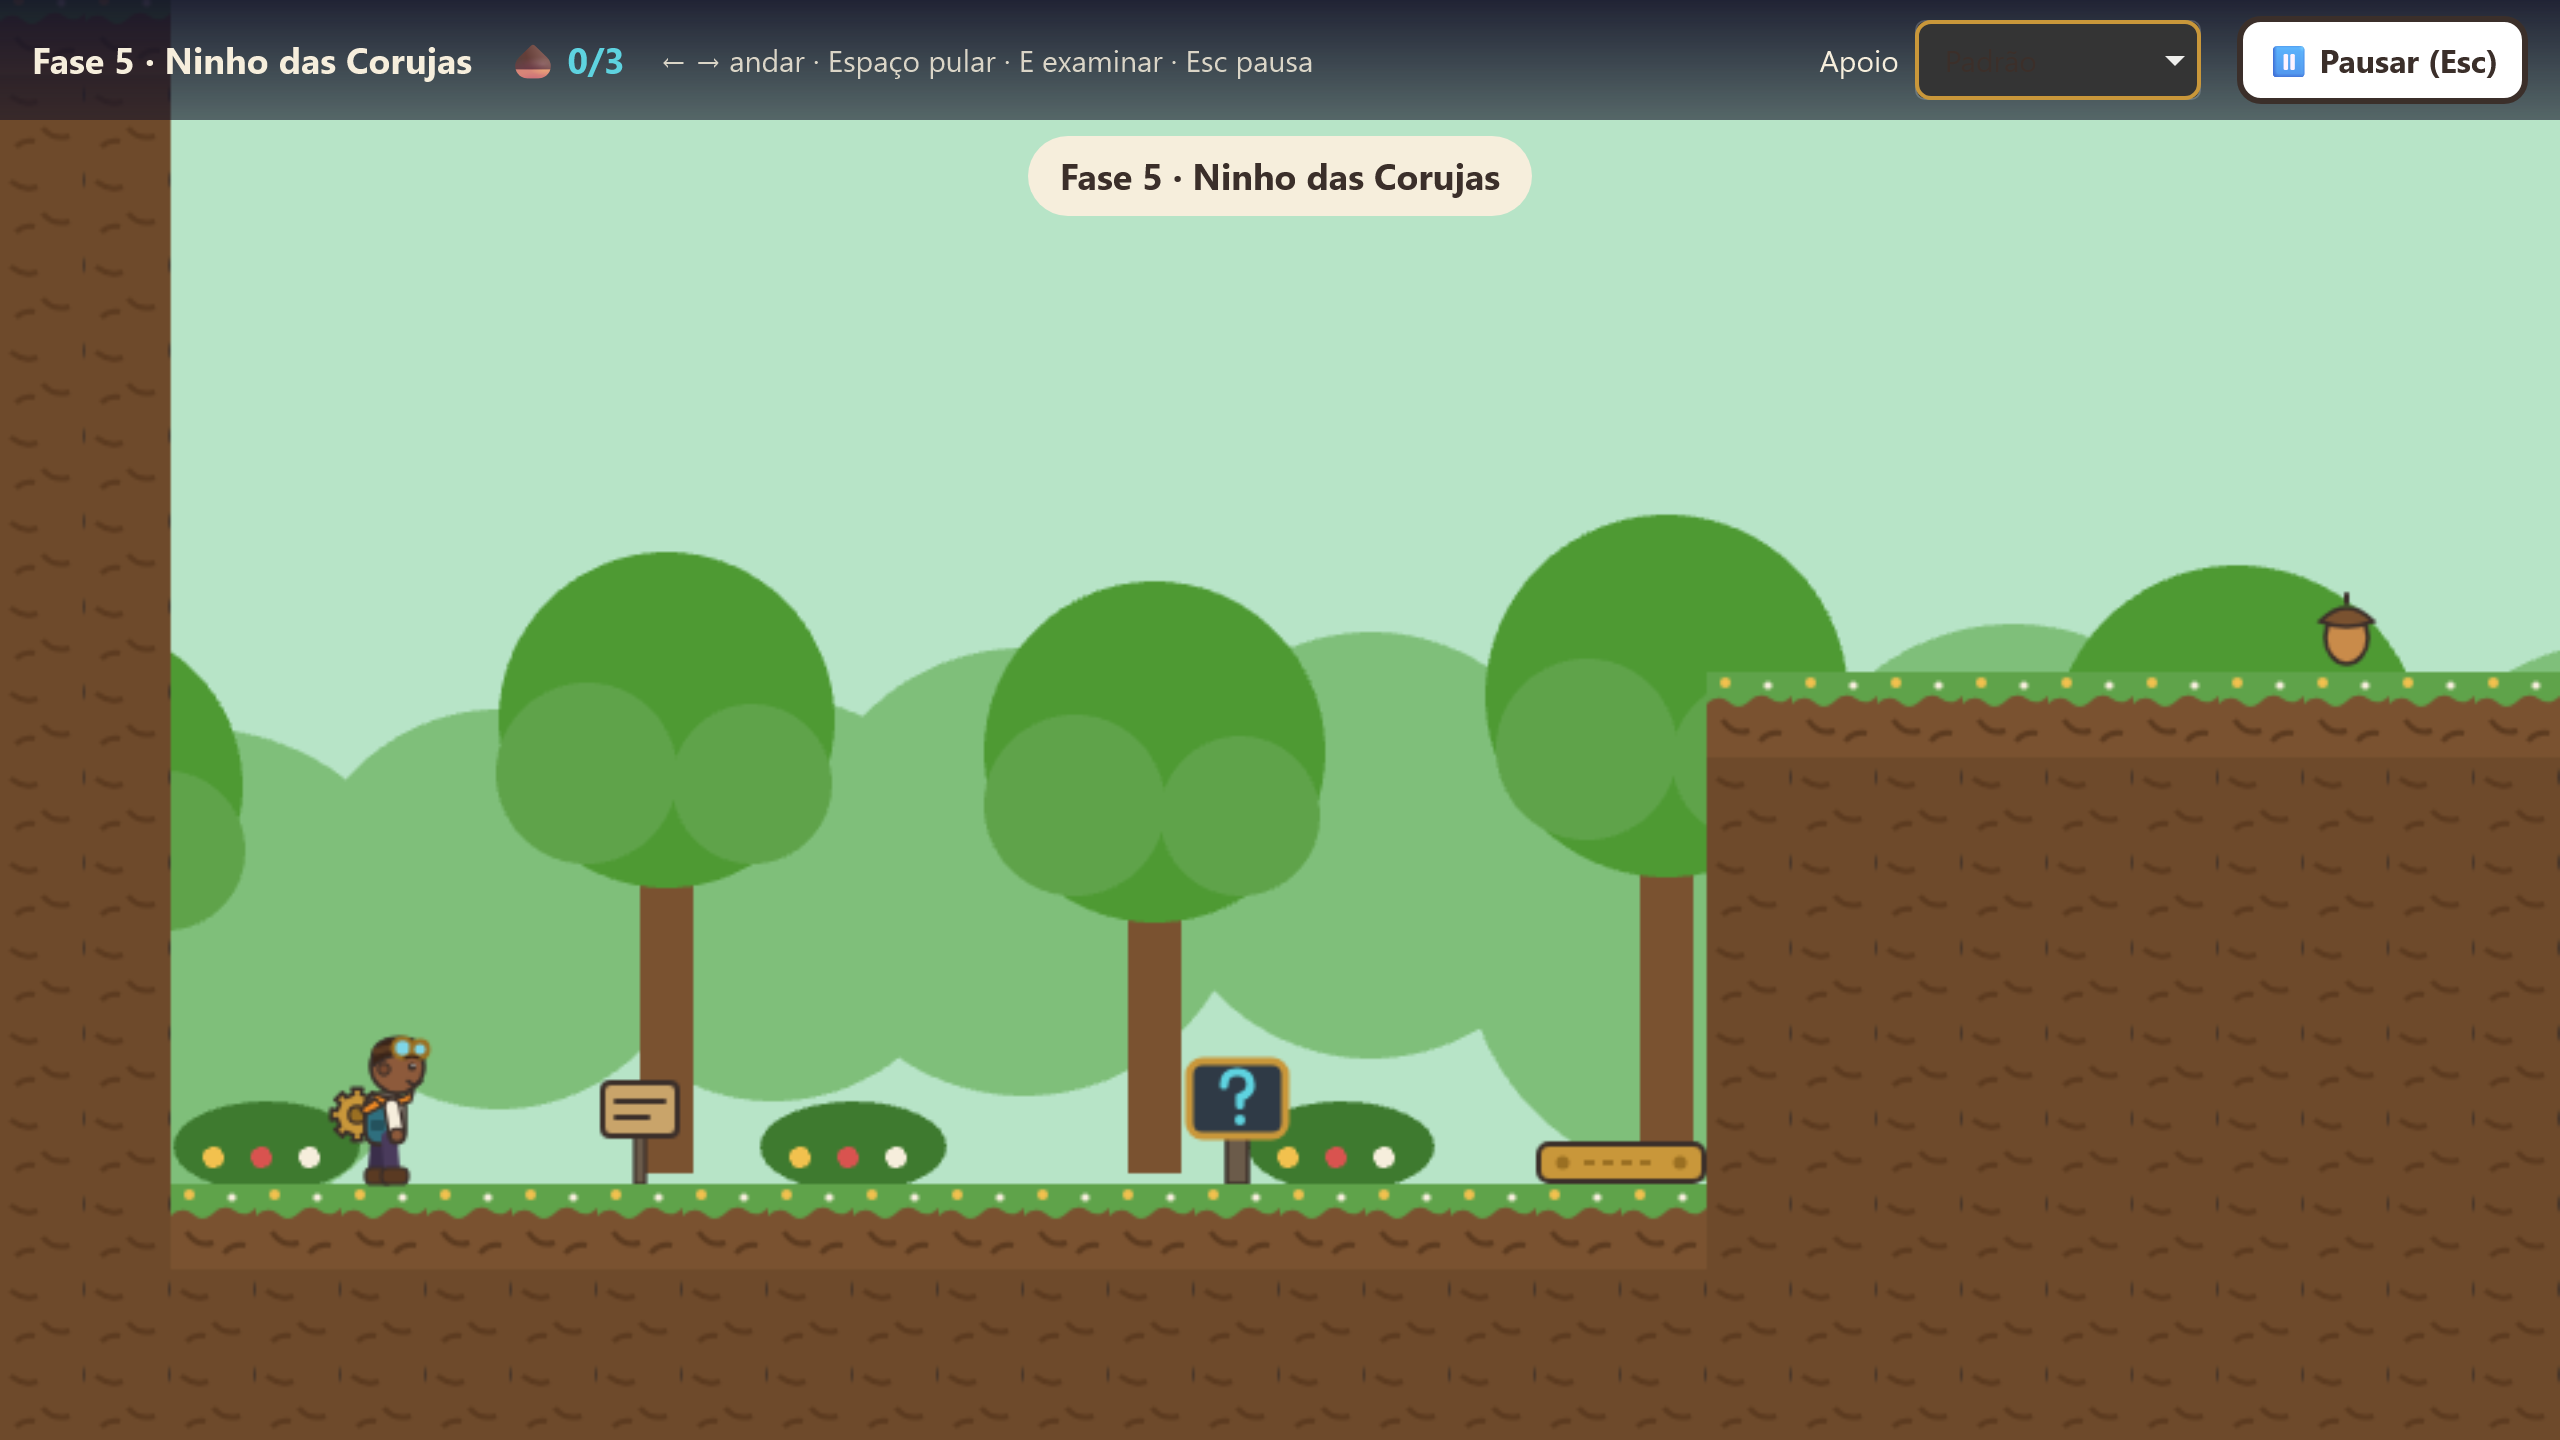 Fase 5 · Ninho das Corujas
0/3
← → andar · Espaço pular · E examinar · Esc pausa
Apoio
Pausar (Esc)
Fase 5 · Ninho das Corujas
?